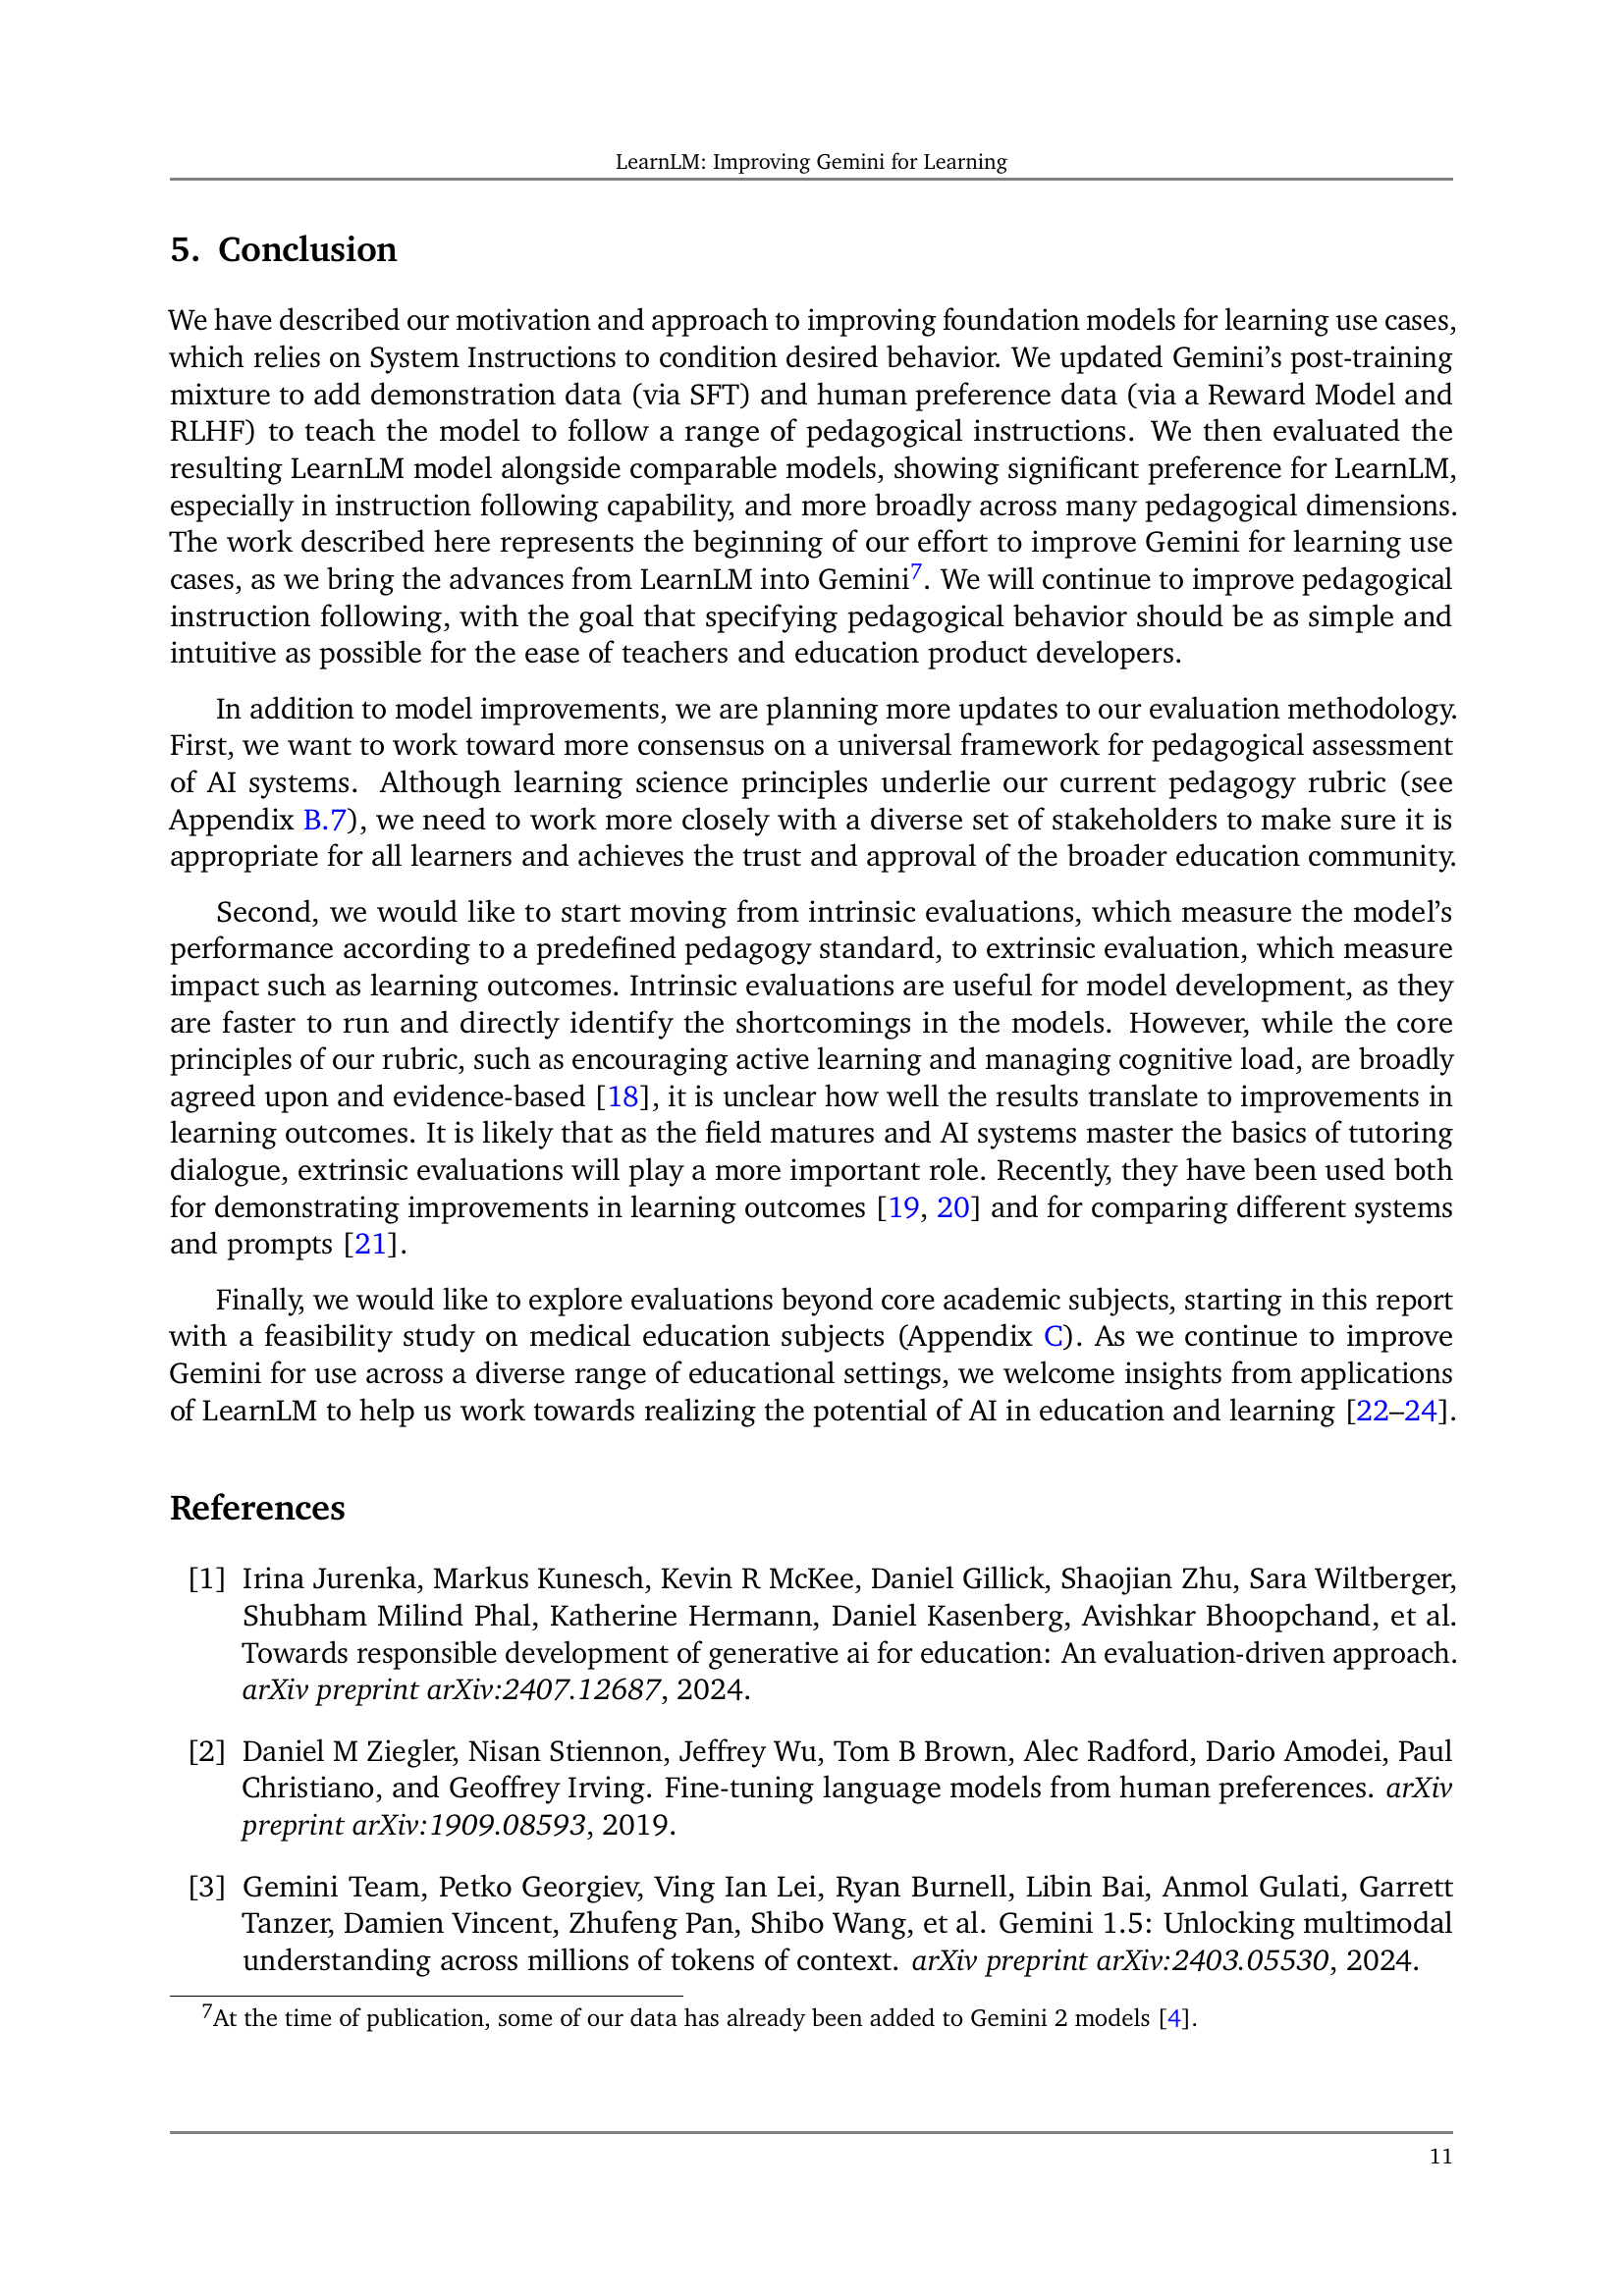 LearnLM: Improving Gemini for Learning
5. Conclusion
We have described our motivation and approach to improving foundation models for learning use cases,
which relies on System Instructions to condition desired behavior. We updated Gemini’s post-training
mixture to add demonstration data (via SFT) and human preference data (via a Reward Model and
RLHF) to teach the model to follow a range of pedagogical instructions. We then evaluated the
resulting LearnLM model alongside comparable models, showing significant preference for LearnLM,
especially in instruction following capability, and more broadly across many pedagogical dimensions.
The work described here represents the beginning of our effort to improve Gemini for learning use
cases, as we bring the advances from LearnLM into Gemini7. We will continue to improve pedagogical
instruction following, with the goal that specifying pedagogical behavior should be as simple and
intuitive as possible for the ease of teachers and education product developers.
In addition to model improvements, we are planning more updates to our evaluation methodology.
First, we want to work toward more consensus on a universal framework for pedagogical assessment
of AI systems. Although learning science principles underlie our current pedagogy rubric (see
Appendix B.7), we need to work more closely with a diverse set of stakeholders to make sure it is
appropriate for all learners and achieves the trust and approval of the broader education community.
Second, we would like to start moving from intrinsic evaluations, which measure the model’s
performance according to a predefined pedagogy standard, to extrinsic evaluation, which measure
impact such as learning outcomes. Intrinsic evaluations are useful for model development, as they
are faster to run and directly identify the shortcomings in the models. However, while the core
principles of our rubric, such as encouraging active learning and managing cognitive load, are broadly
agreed upon and evidence-based [18], it is unclear how well the results translate to improvements in
learning outcomes. It is likely that as the field matures and AI systems master the basics of tutoring
dialogue, extrinsic evaluations will play a more important role. Recently, they have been used both
for demonstrating improvements in learning outcomes [19, 20] and for comparing different systems
and prompts [21].
Finally, we would like to explore evaluations beyond core academic subjects, starting in this report
with a feasibility study on medical education subjects (Appendix C). As we continue to improve
Gemini for use across a diverse range of educational settings, we welcome insights from applications
of LearnLM to help us work towards realizing the potential of AI in education and learning [22–24].
References
[1] Irina Jurenka, Markus Kunesch, Kevin R McKee, Daniel Gillick, Shaojian Zhu, Sara Wiltberger,
Shubham Milind Phal, Katherine Hermann, Daniel Kasenberg, Avishkar Bhoopchand, et al.
Towards responsible development of generative ai for education: An evaluation-driven approach.
arXiv preprint arXiv:2407.12687, 2024.
[2] Daniel M Ziegler, Nisan Stiennon, Jeffrey Wu, Tom B Brown, Alec Radford, Dario Amodei, Paul
Christiano, and Geoffrey Irving. Fine-tuning language models from human preferences. arXiv
preprint arXiv:1909.08593, 2019.
[3] Gemini Team, Petko Georgiev, Ving Ian Lei, Ryan Burnell, Libin Bai, Anmol Gulati, Garrett
Tanzer, Damien Vincent, Zhufeng Pan, Shibo Wang, et al. Gemini 1.5: Unlocking multimodal
understanding across millions of tokens of context. arXiv preprint arXiv:2403.05530, 2024.
7At the time of publication, some of our data has already been added to Gemini 2 models [4].
11